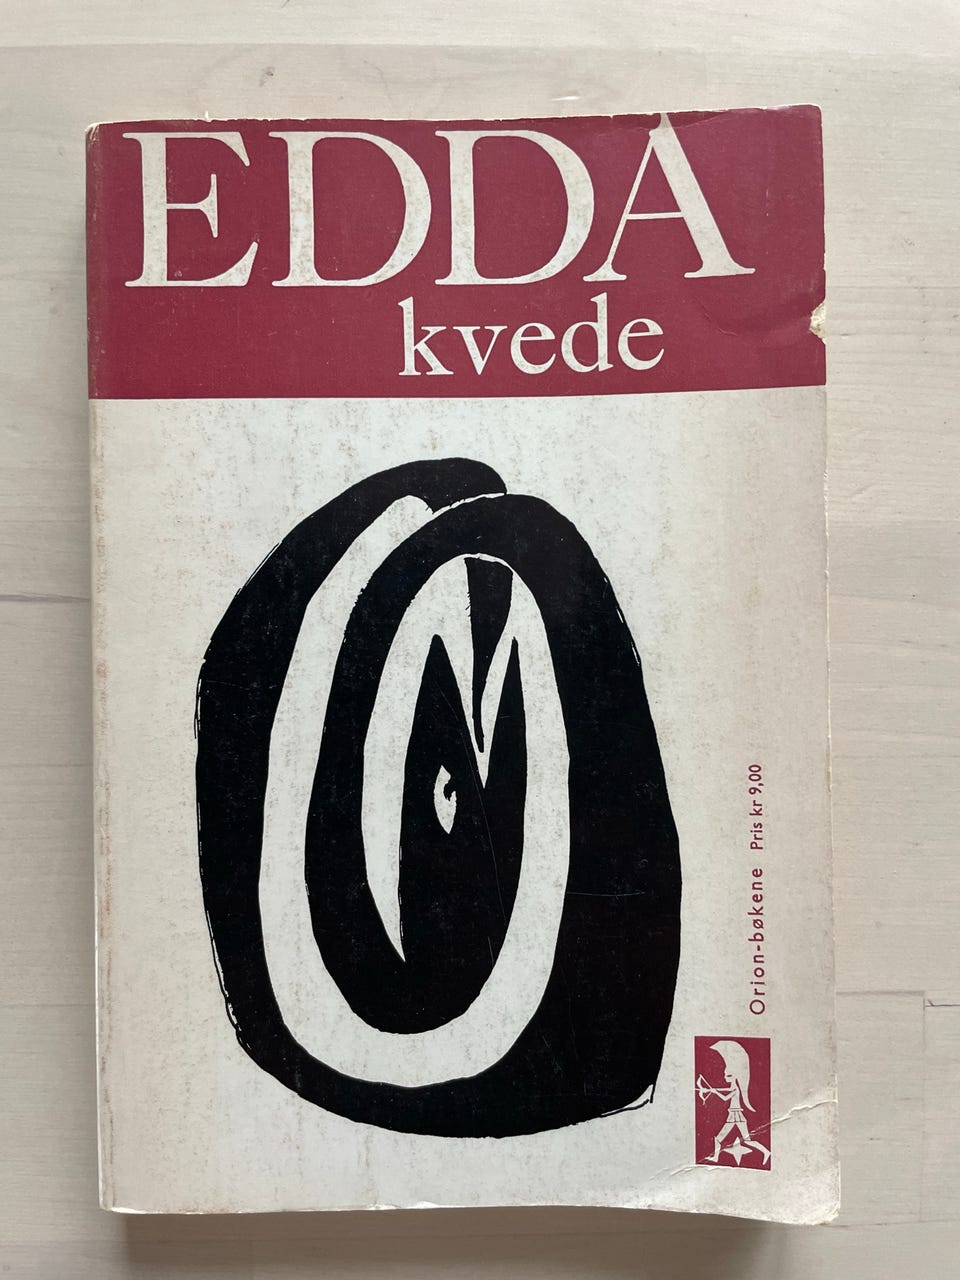 EDDA
kvede
Orion-bøkene Pris kr 9,00